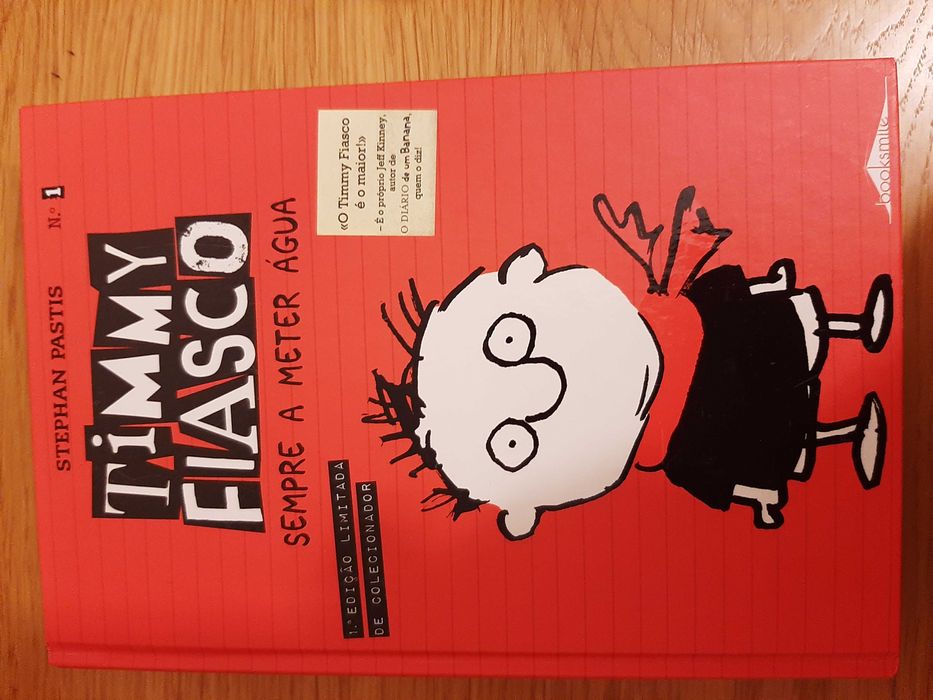 STEPHAN PASTIS
N.º 1
TiMMY
FIASCO
SEMPRE A METER ÁGUA
«O Timmy Fiasco
é o maior!»
– É o próprio Jeff Kinney,
autor de
O DIÁRIO de um Banana,
quem o diz!
1.ª EDIÇÃO LIMITADA
DE COLECIONADOR
booksmile